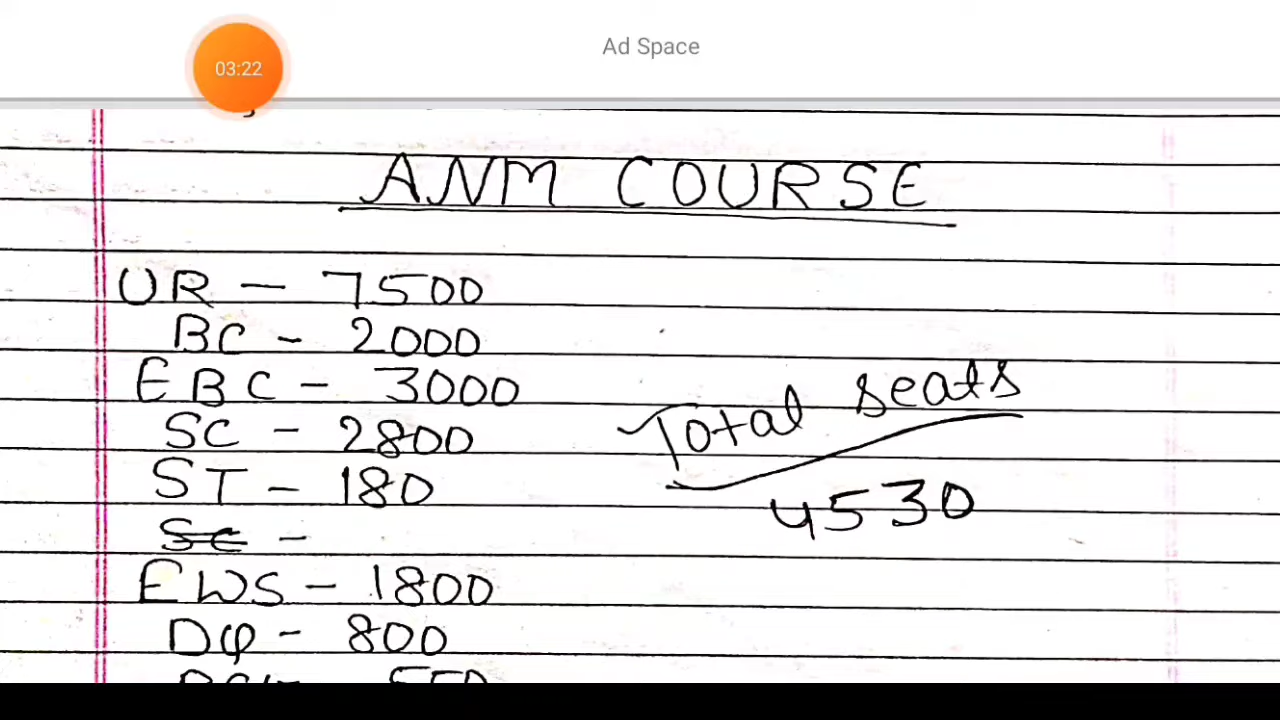 Ad Space
03:22
ANM COURSE
UR - 7500
BC - 2000
EBC - 3000
SC - 2800
Total seats
ST - 180
4530
SC -
EWS - 1800
DQ - 800